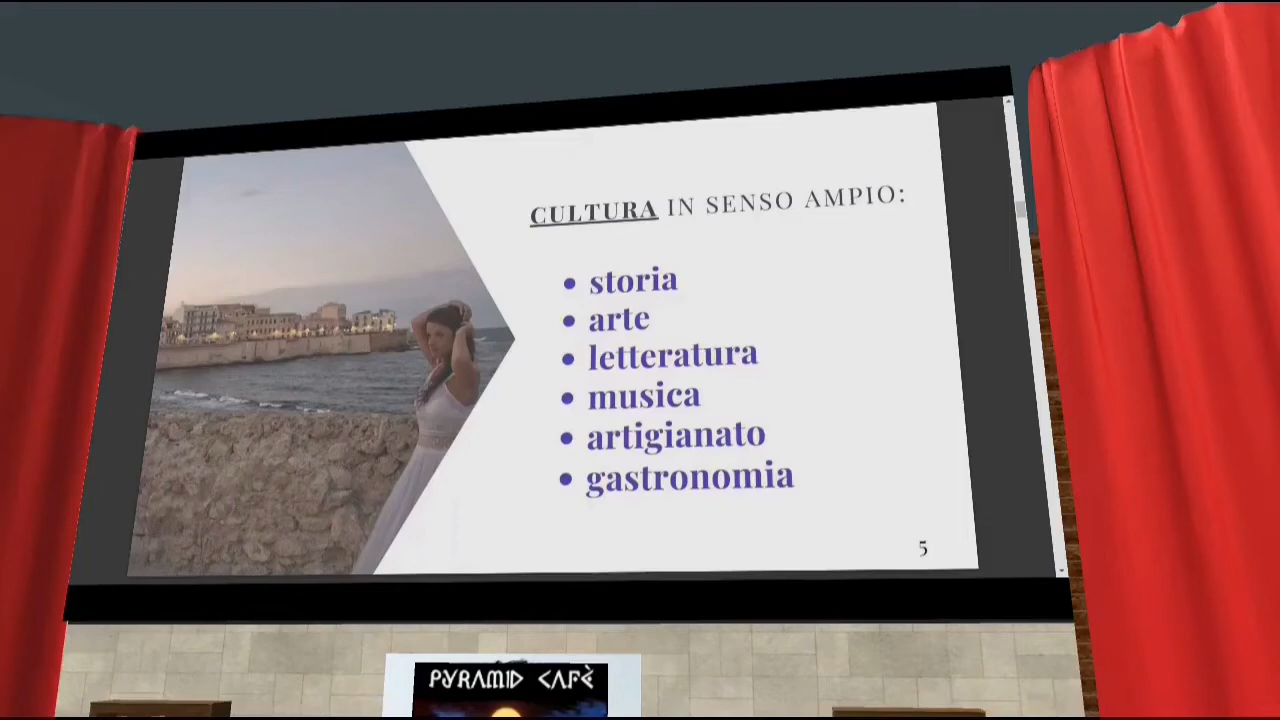 CULTURA IN SENSO AMPIO:
• storia
• arte
• letteratura
• musica
• artigianato
• gastronomia
5
PYRAMID CAFÈ